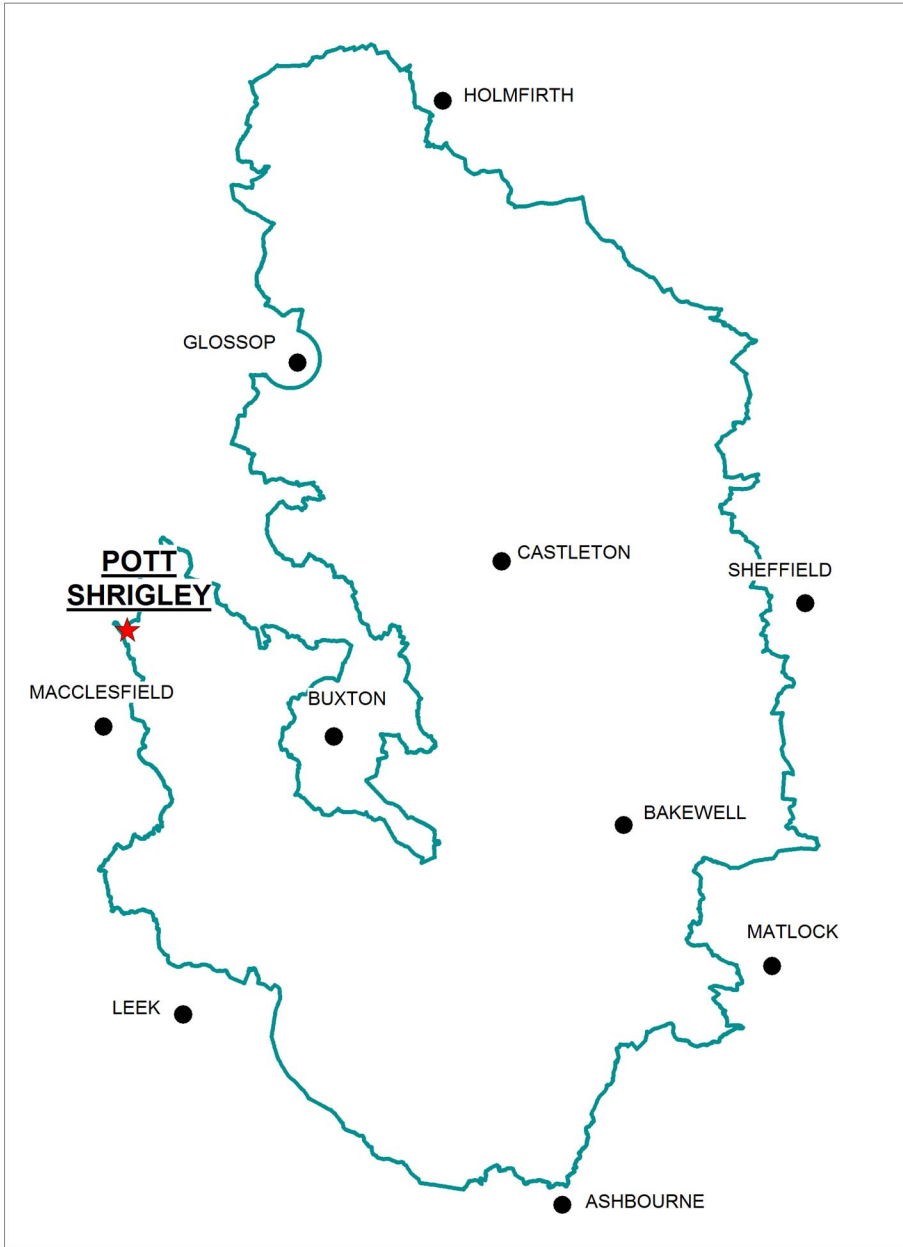 HOLMFIRTH
GLOSSOP
CASTLETON
POTT
SHRIGLEY
SHEFFIELD
MACCLESFIELD
BUXTON
BAKEWELL
MATLOCK
LEEK
ASHBOURNE